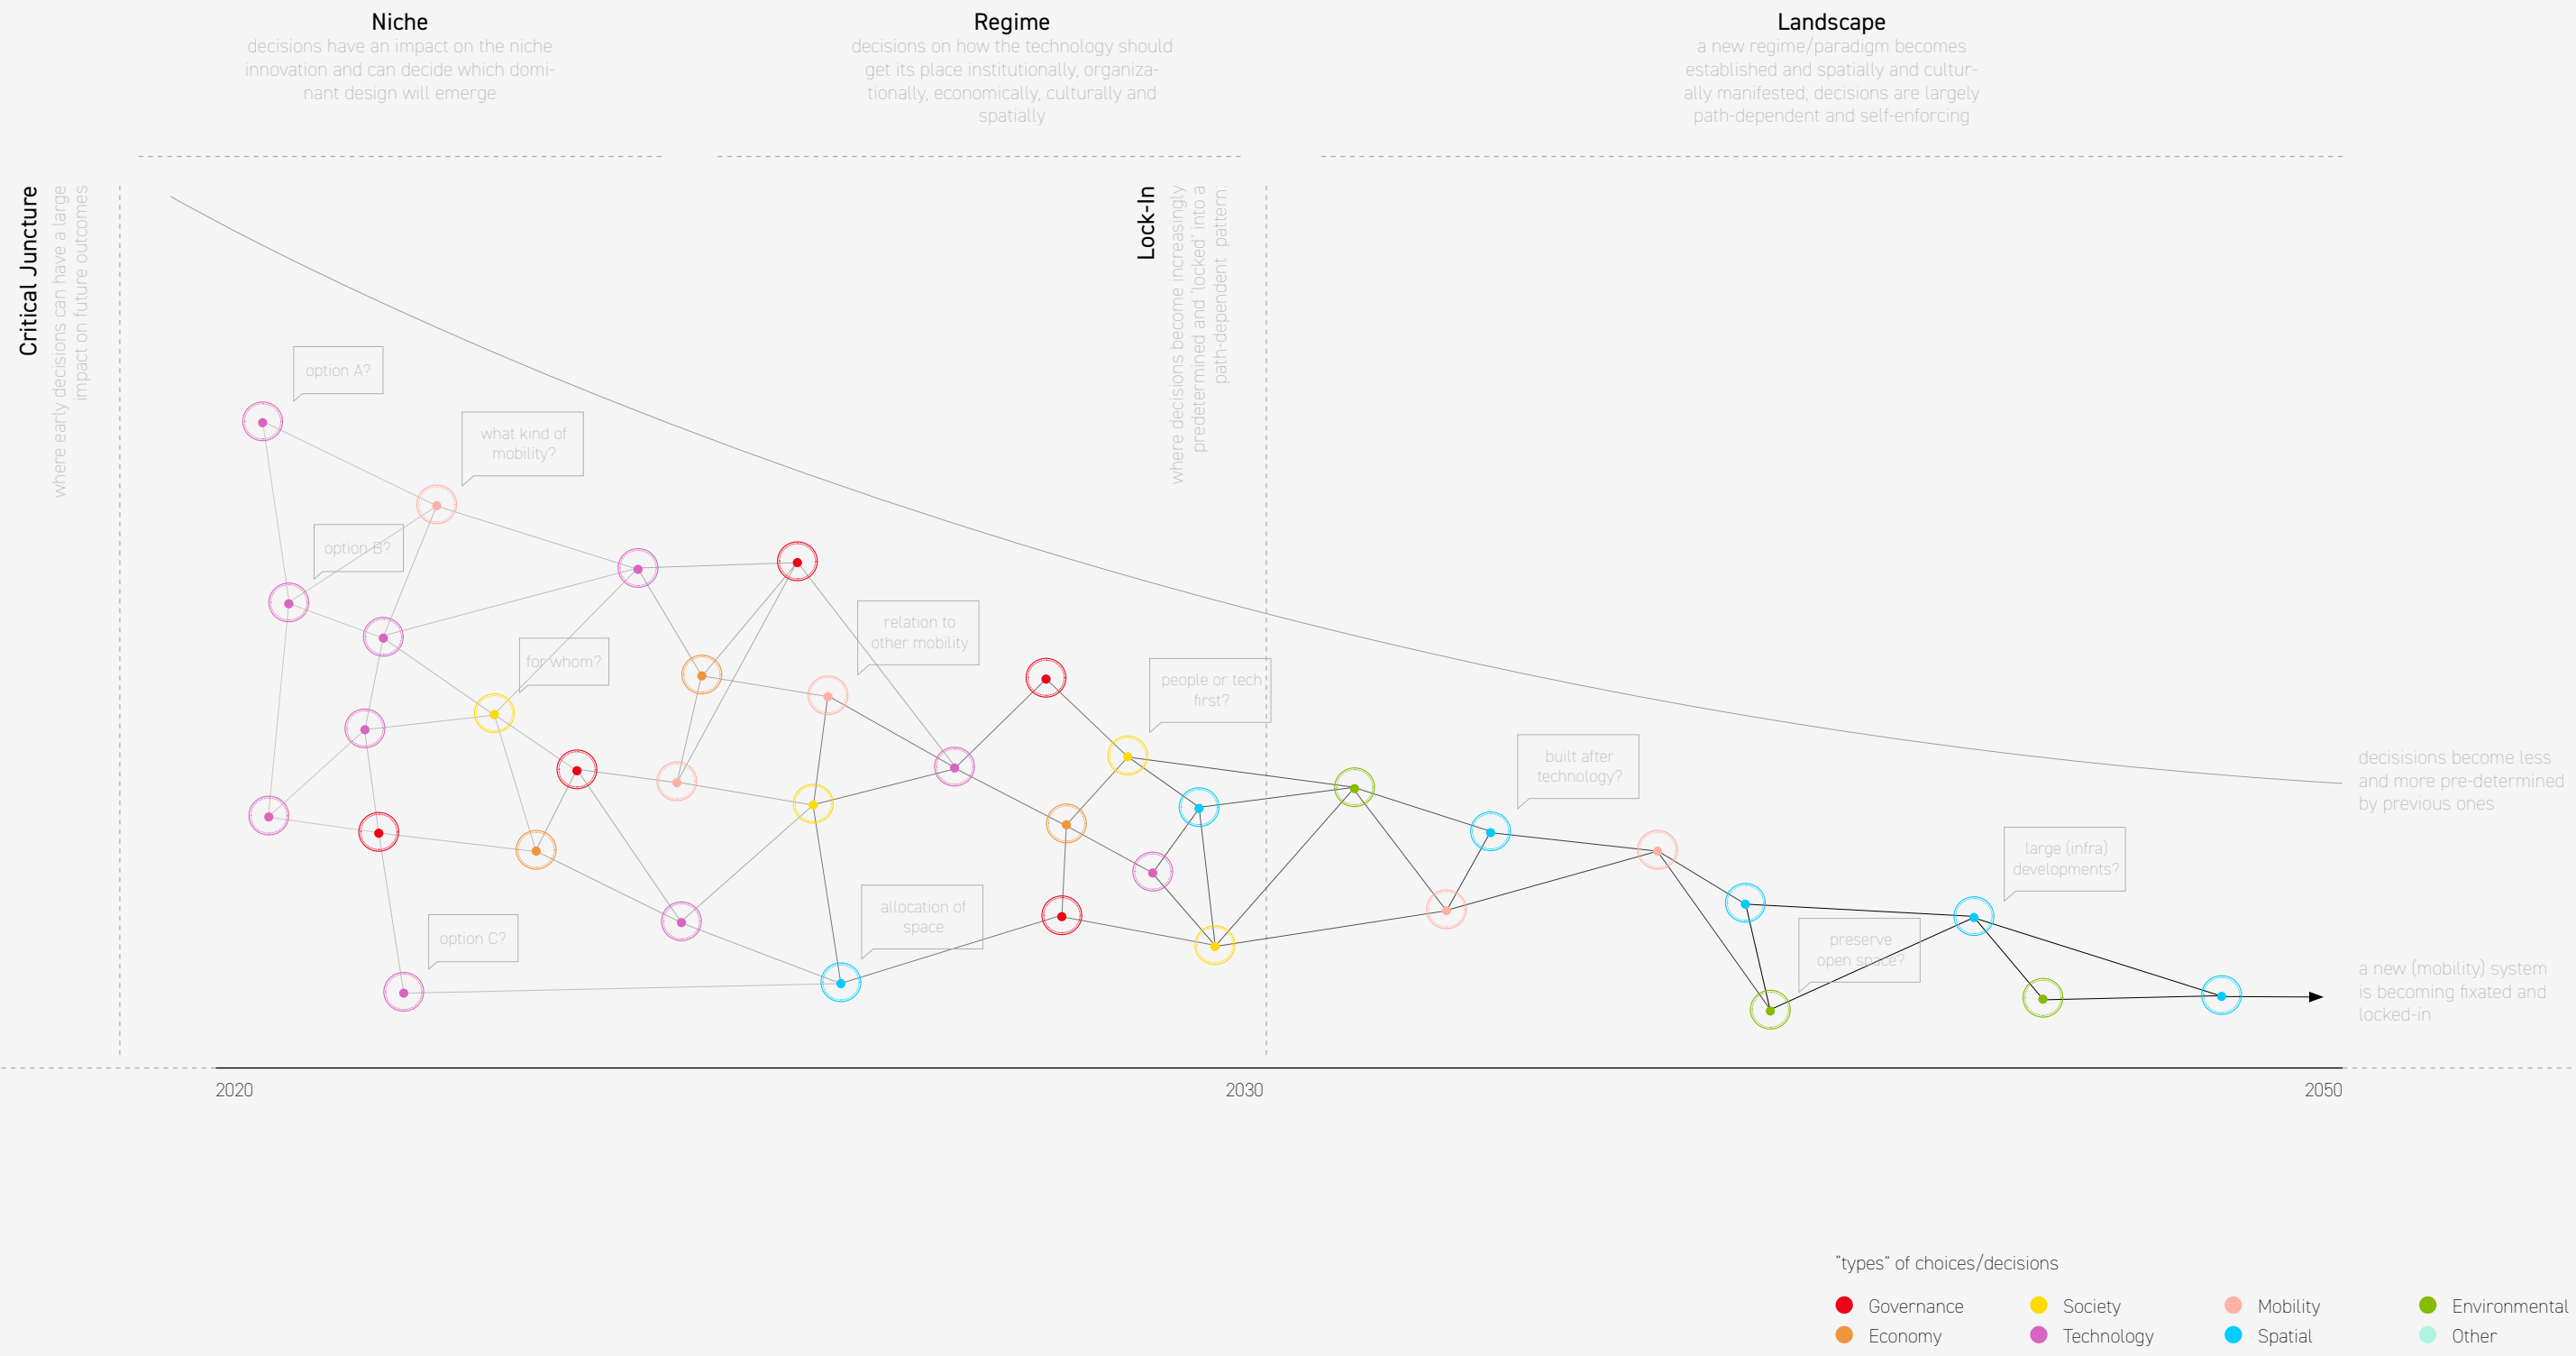 Niche
decisions have an impact on the niche
innovation and can decide which domi-
nant design will emerge
Regime
decisions on how the technology should
get its place institutionally, organiza-
tionally, economically, culturally and
spatially
Landscape
a new regime/paradigm becomes
established and spatially and cultur-
ally manifested; decisions are largely
path-dependent and self-enforcing
Critical Juncture
where early decisions can have a large
impact on future outcomes
Lock-In
where decisions become increasingly
predetermined and 'locked' into a
path-dependent pattern.
option A?
what kind of
mobility?
option B?
for whom?
relation to
other mobility
people or tech
first?
built after
technology?
decisisions become less
and more pre-determined
by previous ones
large (infra)
developments?
allocation of
space
option C?
preserve
open space?
a new (mobility) system
is becoming fixated and
locked-in
2020
2030
2050
"types" of choices/decisions
Governance
Society
Mobility
Environmental
Economy
Technology
Spatial
Other